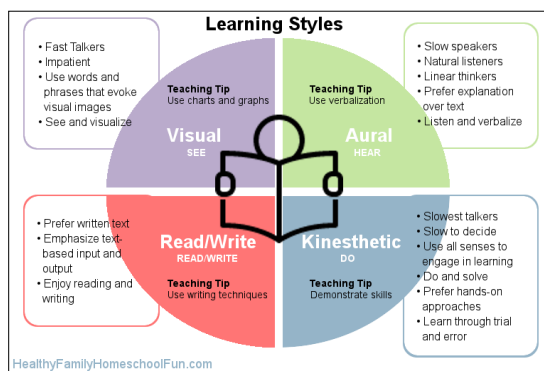 Learning Styles
• Fast Talkers
• Impatient
• Use words and
phrases that evoke
visual images
• See and visualize
Teaching Tip
Use charts and graphs
Visual
SEE
Teaching Tip
Use verbalization
Aural
HEAR
• Slow speakers
• Natural listeners
• Linear thinkers
• Prefer explanation
over text
• Listen and verbalize
• Prefer written text
• Emphasize text-
based input and
output
• Enjoy reading and
writing
Read/Write
READ/WRITE
Teaching Tip
Use writing techniques
Kinesthetic
DO
Teaching Tip
Demonstrate skills
• Slowest talkers
• Slow to decide
• Use all senses to
engage in learning
• Do and solve
• Prefer hands-on
approaches
• Learn through trial
and error
HealthyFamilyHomeschoolFun.com